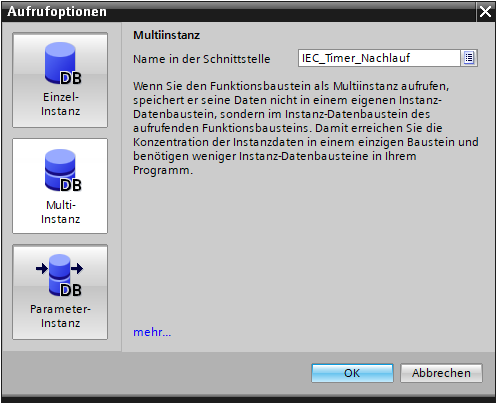 Aufrufoptionen
DB
Einzel-
Instanz
DB
Multi-
Instanz
DB
Parameter-
Instanz
Multiinstanz
Name in der Schnittstelle
IEC_Timer_Nachlauf
Wenn Sie den Funktionsbaustein als Multiinstanz aufrufen,
speichert er seine Daten nicht in einem eigenen Instanz-
Datenbaustein, sondern im Instanz-Datenbaustein des
aufrufenden Funktionsbausteins. Damit erreichen Sie die
Konzentration der Instanzdaten in einem einzigen Baustein und
benötigen weniger Instanz-Datenbausteine in Ihrem
Programm.
mehr...
OK
Abbrechen